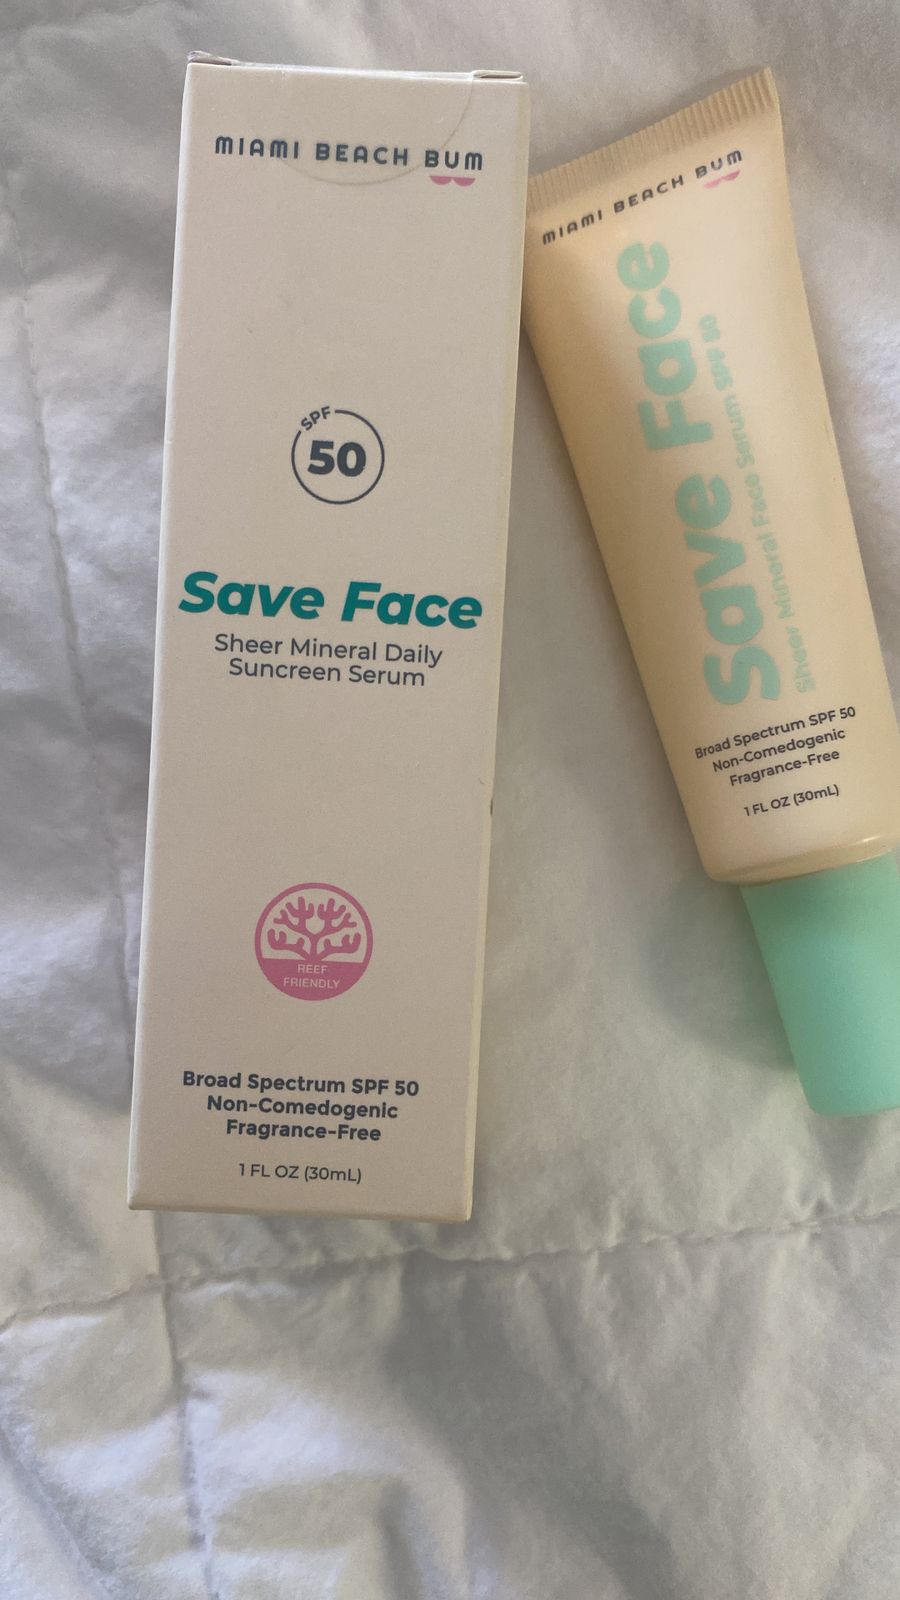 MIAMI BEACH BUM
SPF
50
Save Face
Sheer Mineral Daily
Suncreen Serum
REEF
FRIENDLY
Broad Spectrum SPF 50
Non-Comedogenic
Fragrance-Free
1 FL OZ (30mL)
MIAMI BEACH BUM
Save Face
Sheer Mineral Face Serum SPF 50
Broad Spectrum SPF 50
Non-Comedogenic
Fragrance-Free
1 FL OZ (30mL)